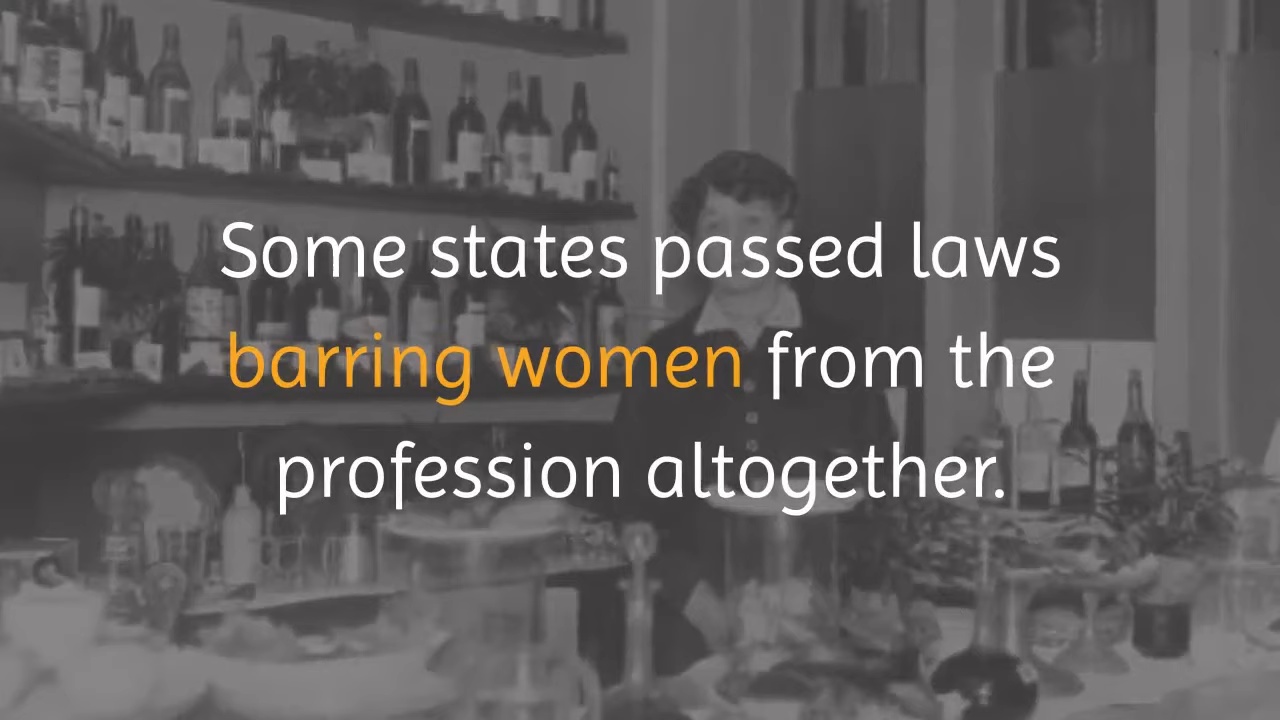 Some states passed laws
barring women from the
profession altogether.